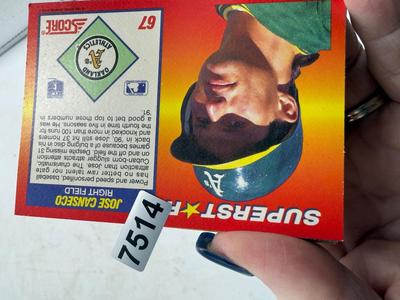 SUPERST★R
7514
JOSE CANSECO
RIGHT FIELD
Power and speed personified, baseball
has no better raw talent nor gate
attraction than Jose. The charismatic
Cuban-born slugger attracts attention
on and off the field. Despite missing 31
games because of a bulging disc in his
back in '90, Jose still hit 37 homers
and knocked in more than 100 runs for
the fourth time in five seasons. He was
a good bet to top those numbers in
'91.
OAKLAND
A's
ATHLETICS
SCORE
67
A's